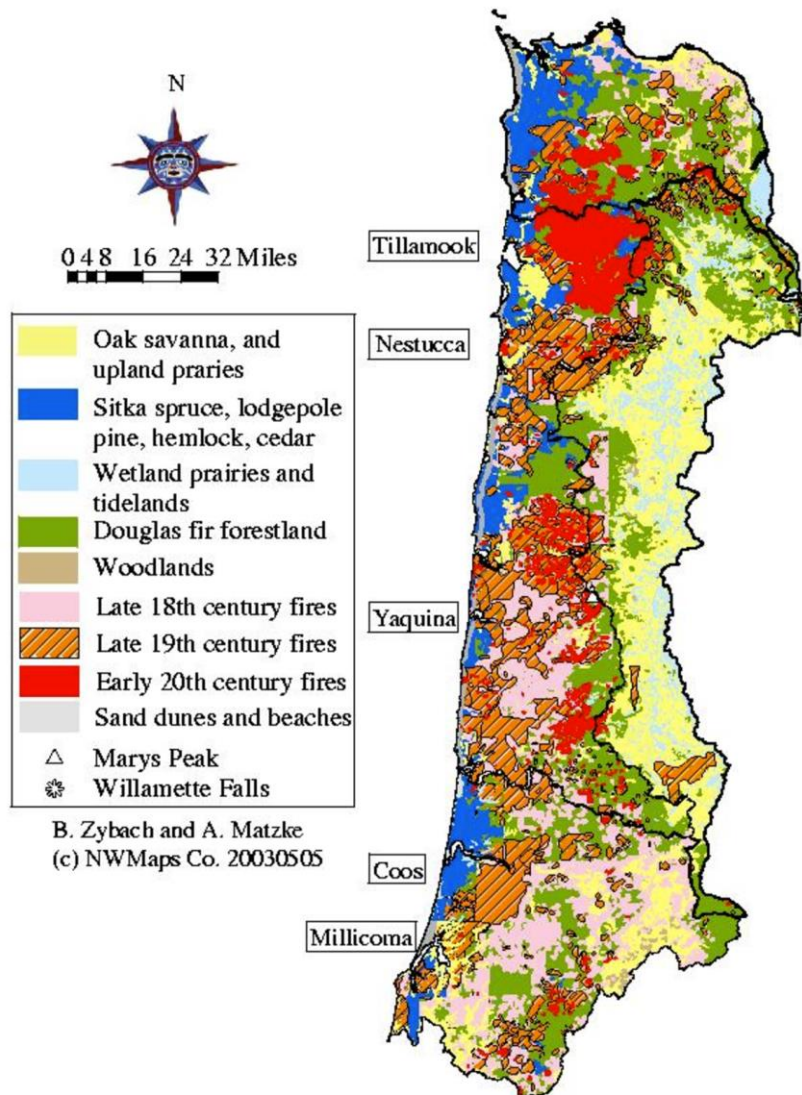 N
0 4 8 16 24 32 Miles
Tillamook
Nestucca
Oak savanna, and
upland praries
Sitka spruce, lodgepole
pine, hemlock, cedar
Wetland prairies and
tidelands
Douglas fir forestland
Woodlands
Late 18th century fires
Late 19th century fires
Early 20th century fires
Sand dunes and beaches
Marys Peak
Willamette Falls
Yaquina
B. Zybach and A. Matzke
(c) NWMaps Co. 20030505
Coos
Millicoma